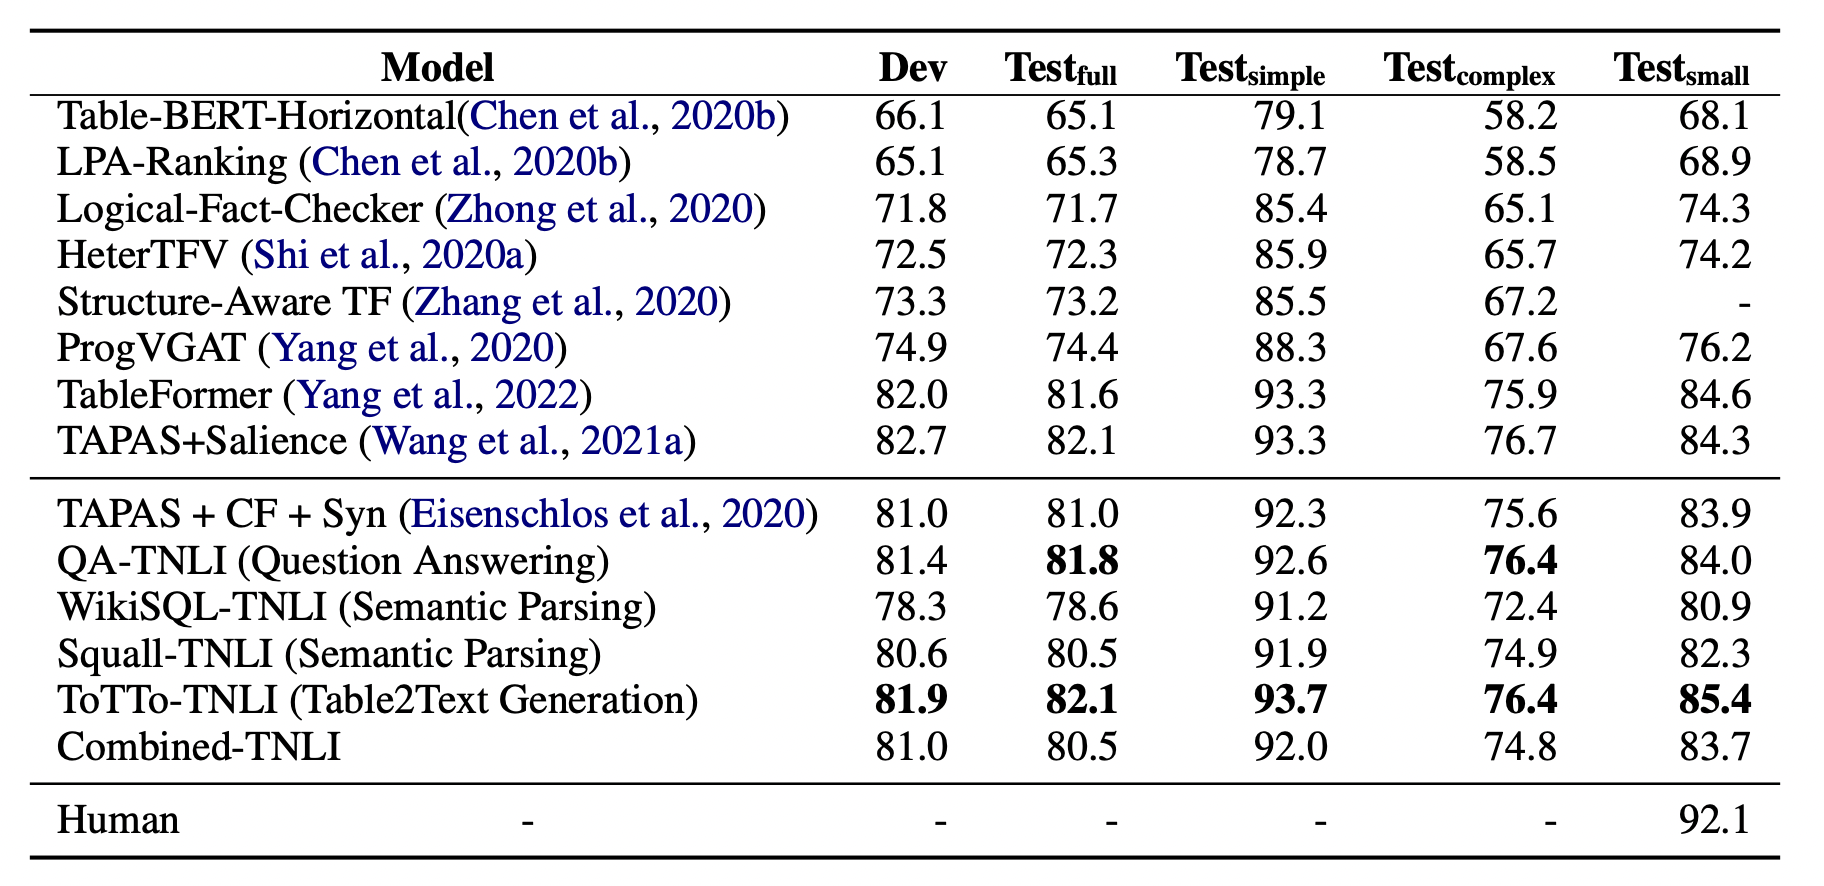 Model Dev Testfull Testsimple Testcomplex Testsmall
Table-BERT-Horizontal(Chen et al., 2020b) 66.1 65.1 79.1 58.2 68.1
LPA-Ranking (Chen et al., 2020b) 65.1 65.3 78.7 58.5 68.9
Logical-Fact-Checker (Zhong et al., 2020) 71.8 71.7 85.4 65.1 74.3
HeterTFV (Shi et al., 2020a) 72.5 72.3 85.9 65.7 74.2
Structure-Aware TF (Zhang et al., 2020) 73.3 73.2 85.5 67.2 -
ProgVGAT (Yang et al., 2020) 74.9 74.4 88.3 67.6 76.2
TableFormer (Yang et al., 2022) 82.0 81.6 93.3 75.9 84.6
TAPAS+Salience (Wang et al., 2021a) 82.7 82.1 93.3 76.7 84.3
TAPAS + CF + Syn (Eisenschlos et al., 2020) 81.0 81.0 92.3 75.6 83.9
QA-TNLI (Question Answering) 81.4 81.8 92.6 76.4 84.0
WikiSQL-TNLI (Semantic Parsing) 78.3 78.6 91.2 72.4 80.9
Squall-TNLI (Semantic Parsing) 80.6 80.5 91.9 74.9 82.3
ToTTo-TNLI (Table2Text Generation) 81.9 82.1 93.7 76.4 85.4
Combined-TNLI 81.0 80.5 92.0 74.8 83.7
Human - - - - - 92.1